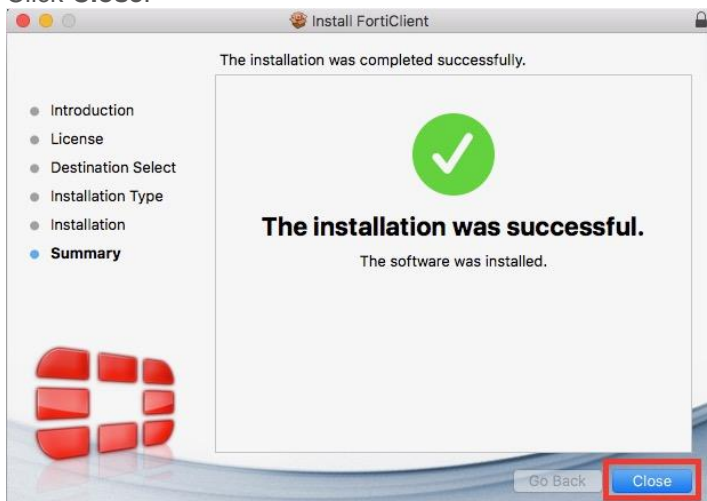 Install FortiClient
The installation was completed successfully.
Introduction
License
Destination Select
Installation Type
Installation
Summary
The installation was successful.
The software was installed.
Go Back
Close